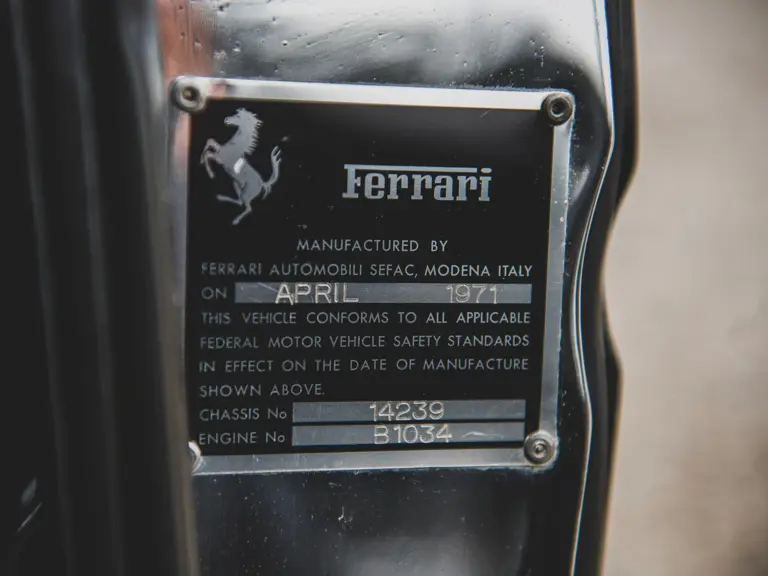 Ferrari
MANUFACTURED BY
FERRARI AUTOMOBILI SEFAC, MODENA ITALY
ON APRIL 1971
THIS VEHICLE CONFORMS TO ALL APPLICABLE
FEDERAL MOTOR VEHICLE SAFETY STANDARDS
IN EFFECT ON THE DATE OF MANUFACTURE
SHOWN ABOVE.
CHASSIS No 14239
ENGINE No B1034